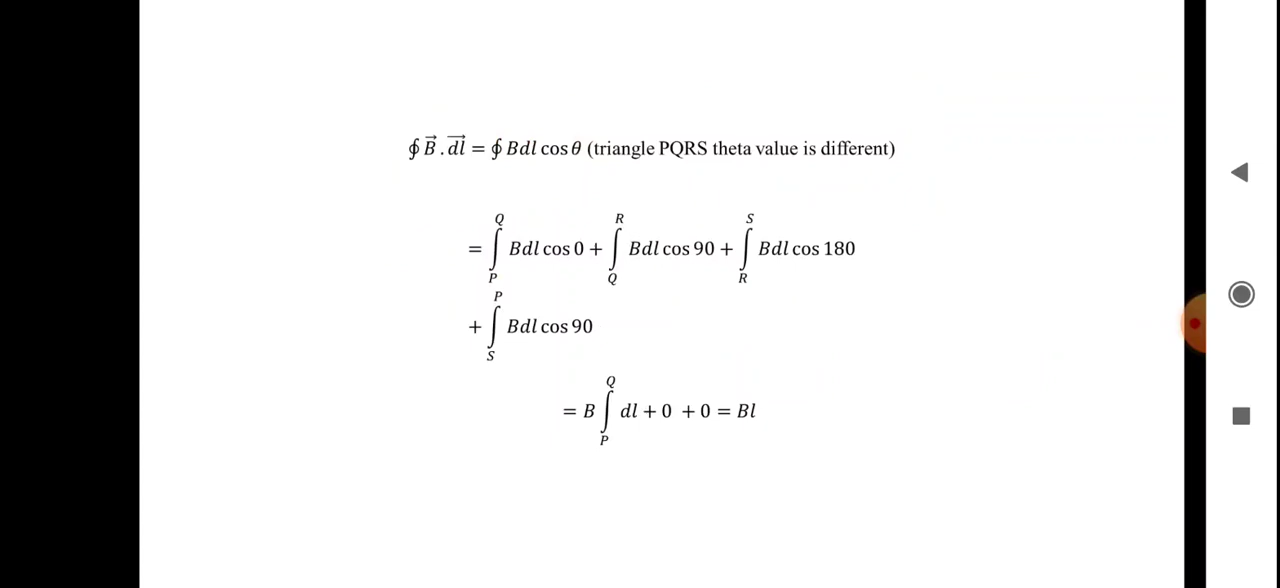 ∮ B⃗ . dl⃗ = ∮ Bdl cos θ (triangle PQRS theta value is different)
= ∫_P^Q Bdl cos 0 + ∫_Q^R Bdl cos 90 + ∫_R^S Bdl cos 180
+ ∫_S^P Bdl cos 90
= B ∫_P^Q dl + 0 + 0 = Bl